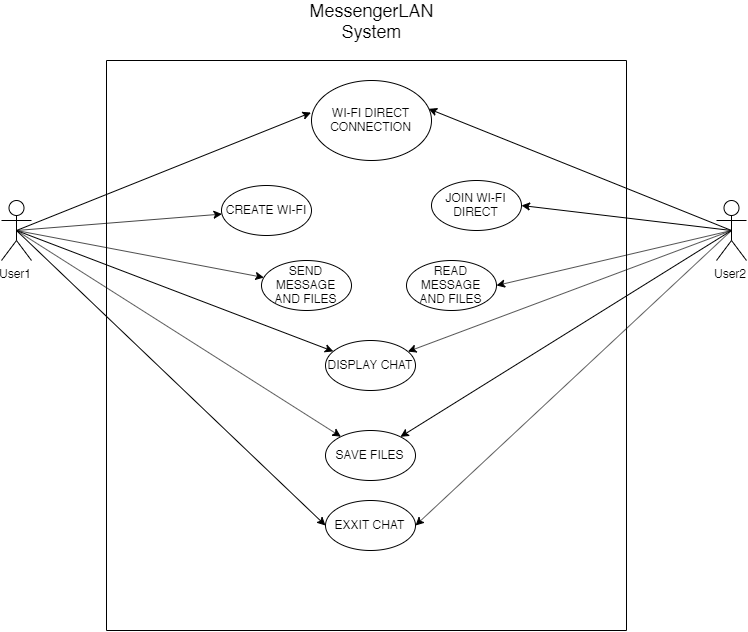 MessengerLAN
System
WI-FI DIRECT
CONNECTION
CREATE WI-FI
JOIN WI-FI
DIRECT
User1
User2
SEND
MESSAGE
AND FILES
READ
MESSAGE
AND FILES
DISPLAY CHAT
SAVE FILES
EXXIT CHAT